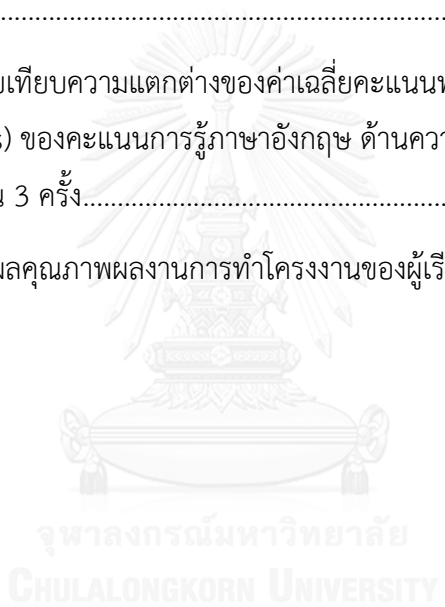 ................................................................
ยเทียบความแตกต่างของค่าเฉลี่ยคะแนน
s) ของคะแนนการรู้ภาษาอังกฤษ ด้าน
น 3 ครั้ง................................................
ผลคุณภาพผลงานการทำโครงงานของผู้เรี
จุฬาลงกรณ์มหาวิทยาลัย
CHULALONGKORN UNIVERSITY